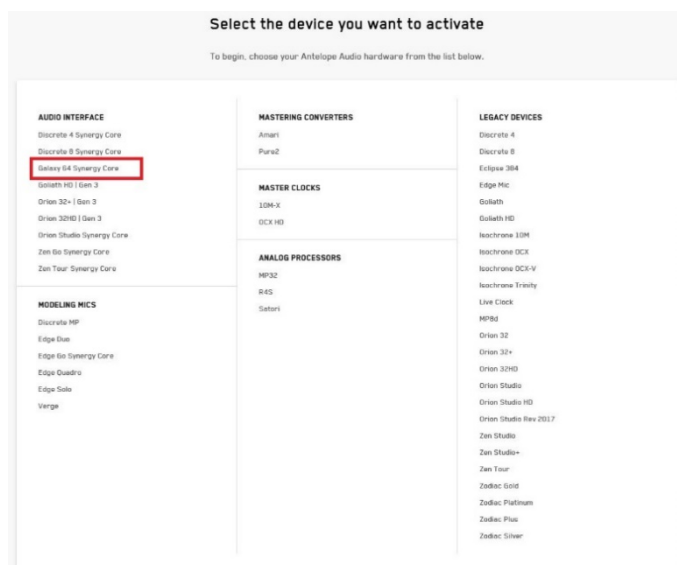 Select the device you want to activate
To begin, choose your Antelope Audio hardware from the list below.
AUDIO INTERFACE
Discrete 4 Synergy Core
Discrete 8 Synergy Core
Galaxy 64 Synergy Core
Goliath HD | Gen 3
Orion 32+ | Gen 3
Orion 32HD | Gen 3
Orion Studio Synergy Core
Zen Go Synergy Core
Zen Tour Synergy Core
MODELING MICS
Discrete MP
Edge Duo
Edge Go Synergy Core
Edge Quadro
Edge Solo
Verge
MASTERING CONVERTERS
Amari
Pure2
MASTER CLOCKS
10M-X
OCX HD
ANALOG PROCESSORS
MP32
R4S
Satori
LEGACY DEVICES
Discrete 4
Discrete 8
Eclipse 384
Edge Mic
Goliath
Goliath HD
Isochrone 10M
Isochrone OCX
Isochrone OCX-V
Isochrone Trinity
Live Clock
MP8d
Orion 32
Orion 32+
Orion 32HD
Orion Studio
Orion Studio HD
Orion Studio Rev 2017
Zen Studio
Zen Studio+
Zen Tour
Zodiac Gold
Zodiac Platinum
Zodiac Plus
Zodiac Silver